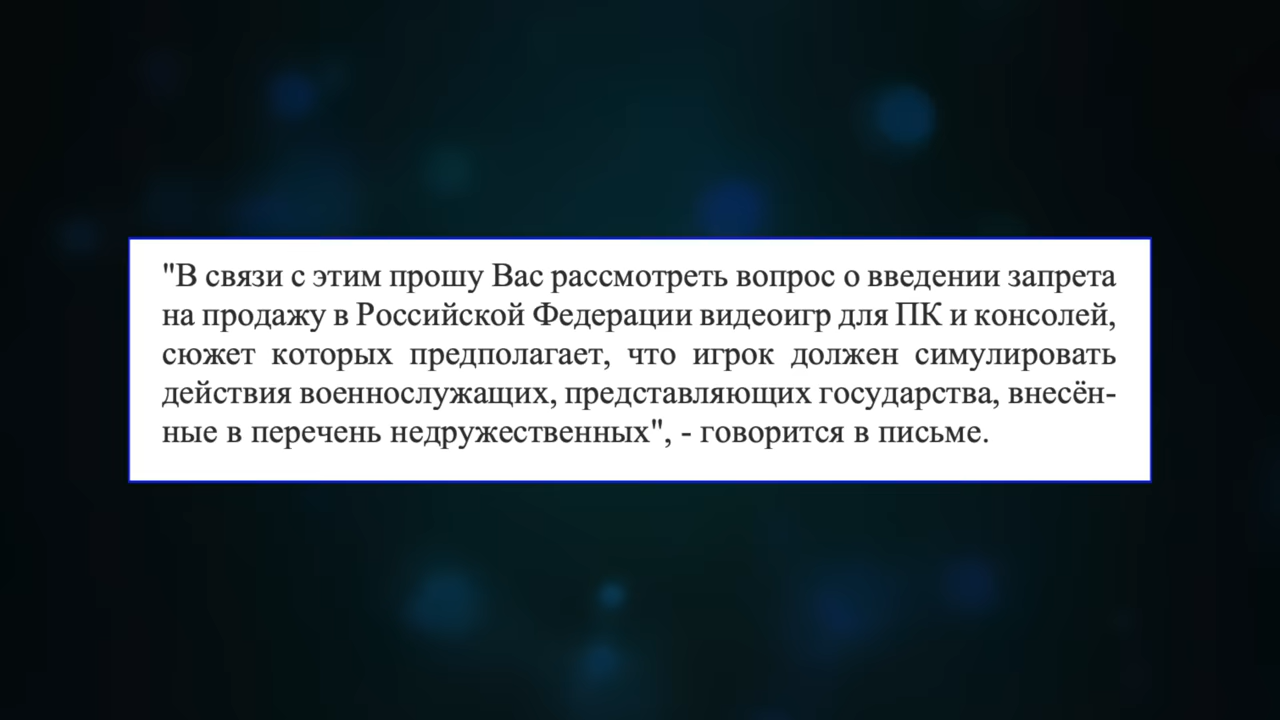 "В связи с этим прошу Вас рассмотреть вопрос о введении запрета
на продажу в Российской Федерации видеоигр для ПК и консолей,
сюжет которых предполагает, что игрок должен симулировать
действия военнослужащих, представляющих государства, внесён-
ные в перечень недружественных", - говорится в письме.